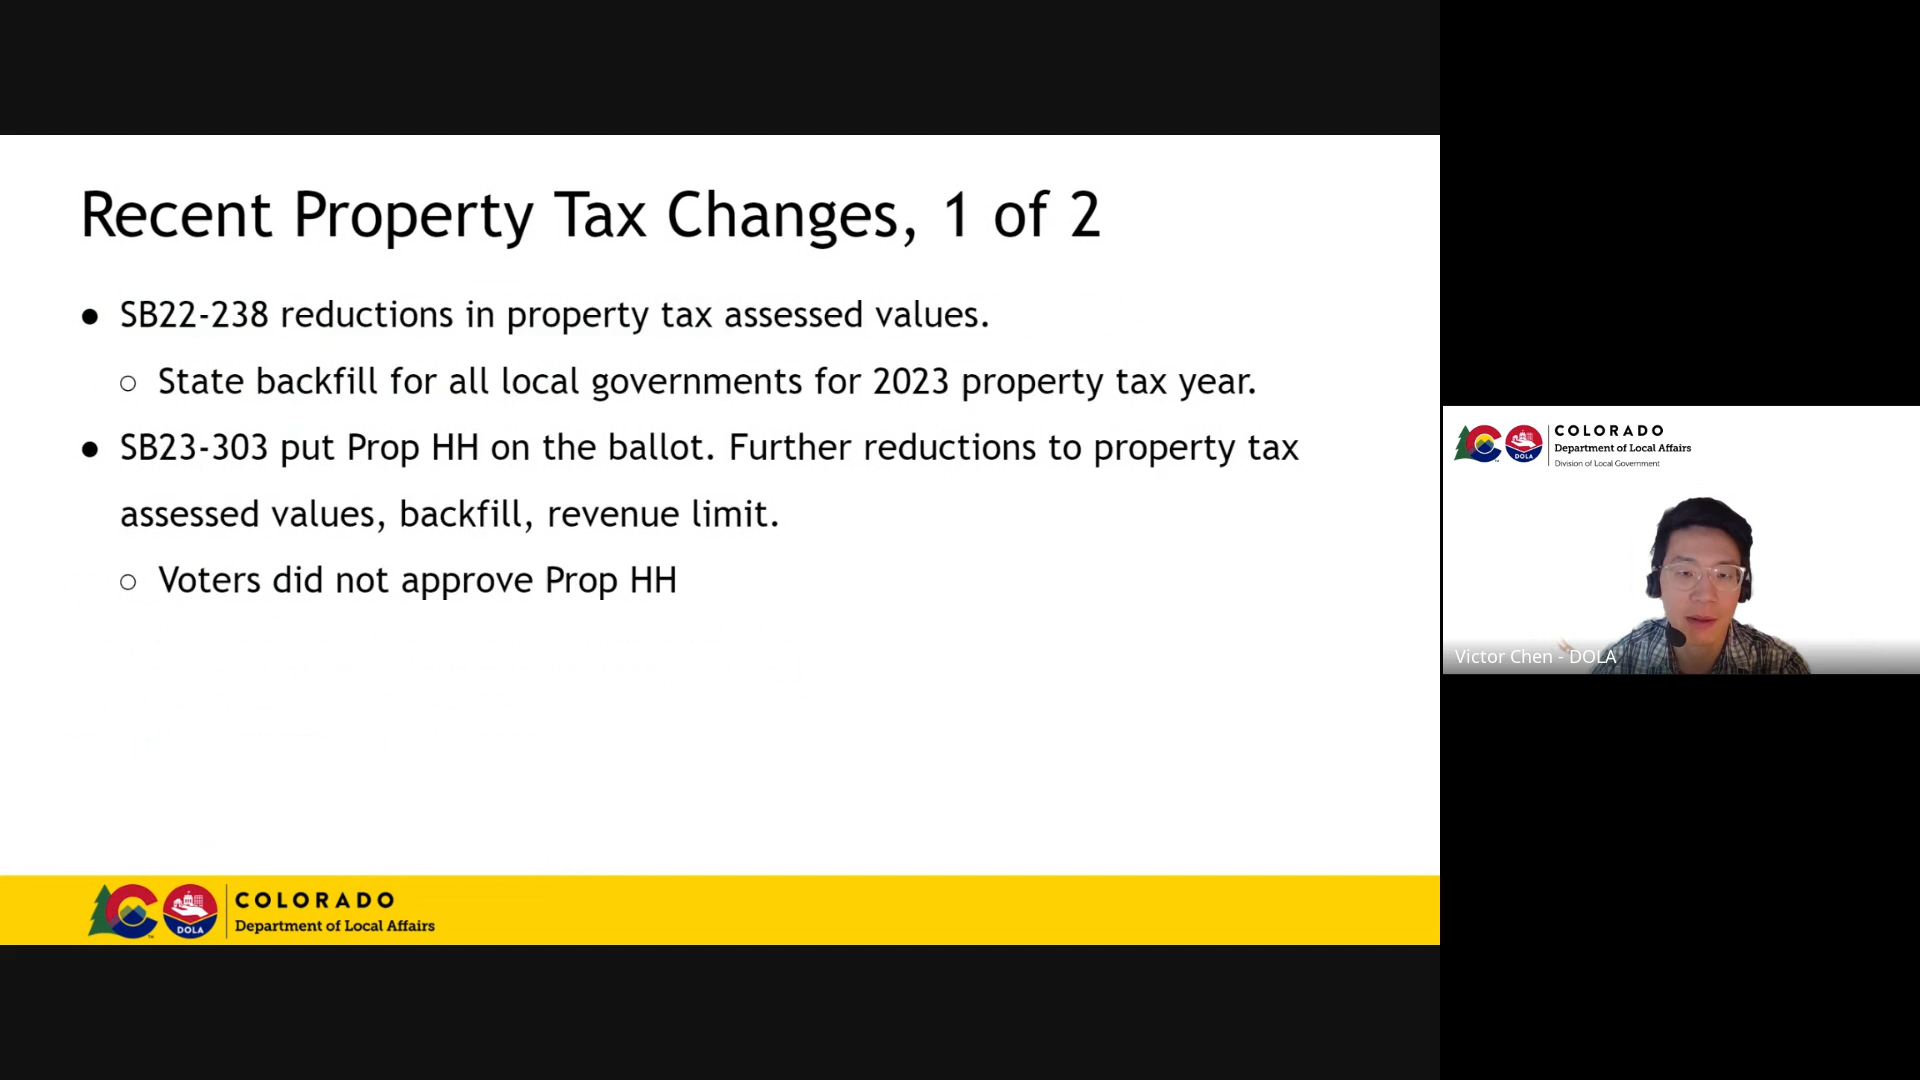 Recent Property Tax Changes, 1 of 2
● SB22-238 reductions in property tax assessed values.
○ State backfill for all local governments for 2023 property tax year.
● SB23-303 put Prop HH on the ballot. Further reductions to property tax
assessed values, backfill, revenue limit.
○ Voters did not approve Prop HH
DOLA
COLORADO
Department of Local Affairs
DOLA
COLORADO
Department of Local Affairs
Division of Local Government
Victor Chen - DOLA